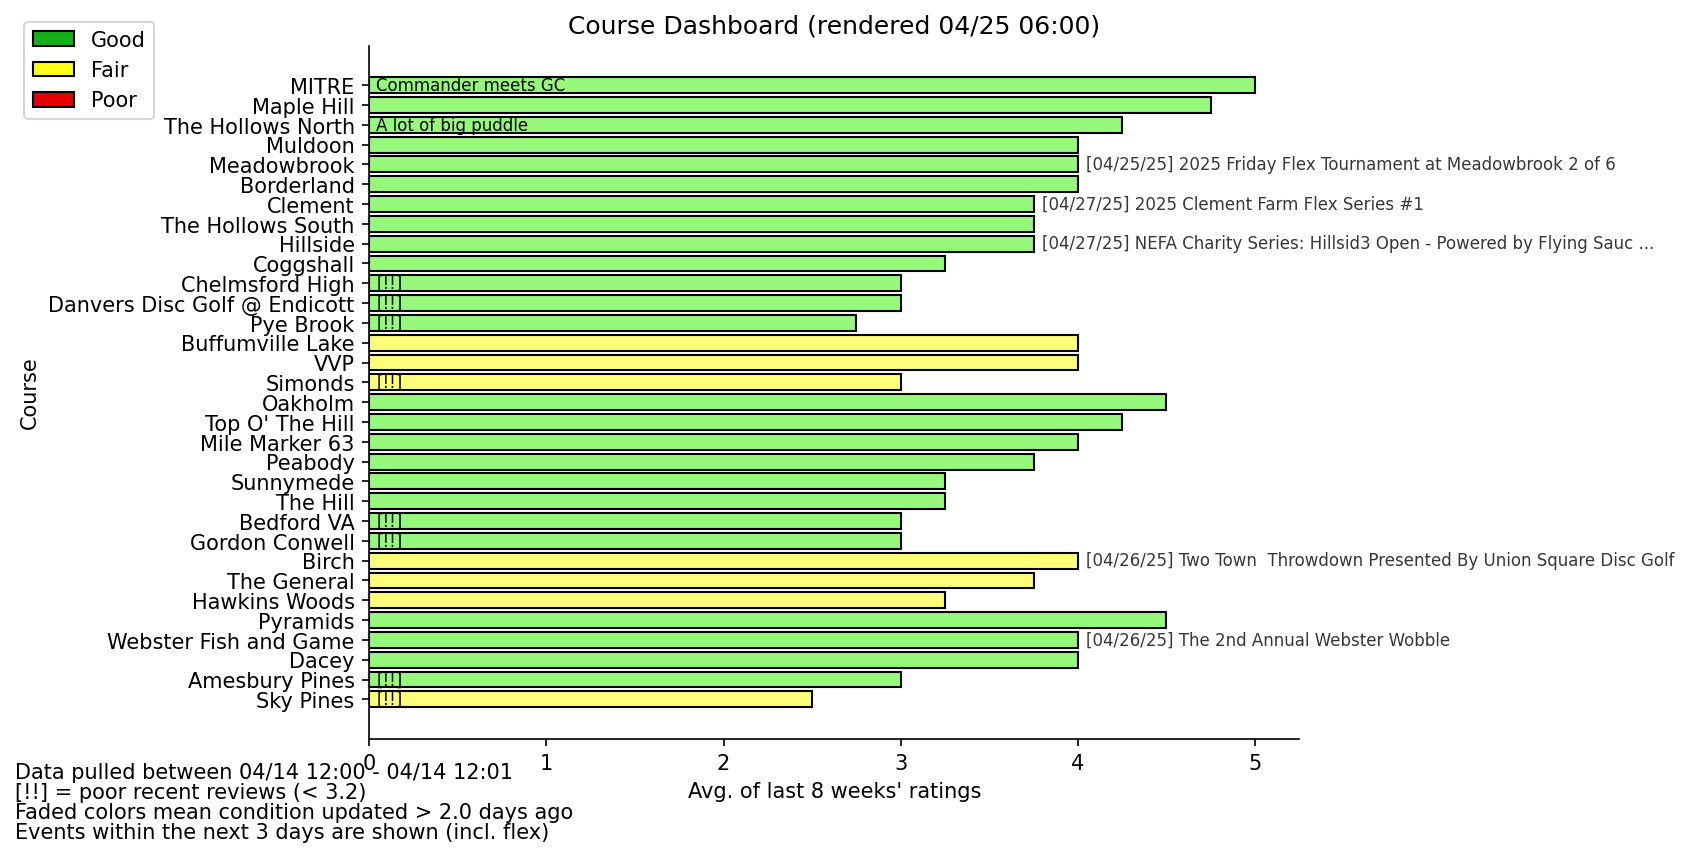 Course Dashboard (rendered 04/25 06:00)
Good
Fair
Poor
MITRE Commander meets GC
Maple Hill
The Hollows North A lot of big puddle
Muldoon
Meadowbrook [04/25/25] 2025 Friday Flex Tournament at Meadowbrook 2 of 6
Borderland
Clement [04/27/25] 2025 Clement Farm Flex Series #1
The Hollows South
Hillside [04/27/25] NEFA Charity Series: Hillsid3 Open - Powered by Flying Sauc ...
Coggshall
Chelmsford High [!!]
Danvers Disc Golf @ Endicott [!!]
Pye Brook [!!]
Buffumville Lake
VVP
Simonds [!!]
Oakholm
Top O' The Hill
Mile Marker 63
Peabody
Sunnymede
The Hill
Bedford VA [!!]
Gordon Conwell [!!]
Birch [04/26/25] Two Town  Throwdown Presented By Union Square Disc Golf
The General
Hawkins Woods
Pyramids
Webster Fish and Game [04/26/25] The 2nd Annual Webster Wobble
Dacey
Amesbury Pines [!!]
Sky Pines [!!]
Course
0 1 2 3 4 5
Avg. of last 8 weeks' ratings
Data pulled between 04/14 12:00 - 04/14 12:01
[!!] = poor recent reviews (< 3.2)
Faded colors mean condition updated > 2.0 days ago
Events within the next 3 days are shown (incl. flex)